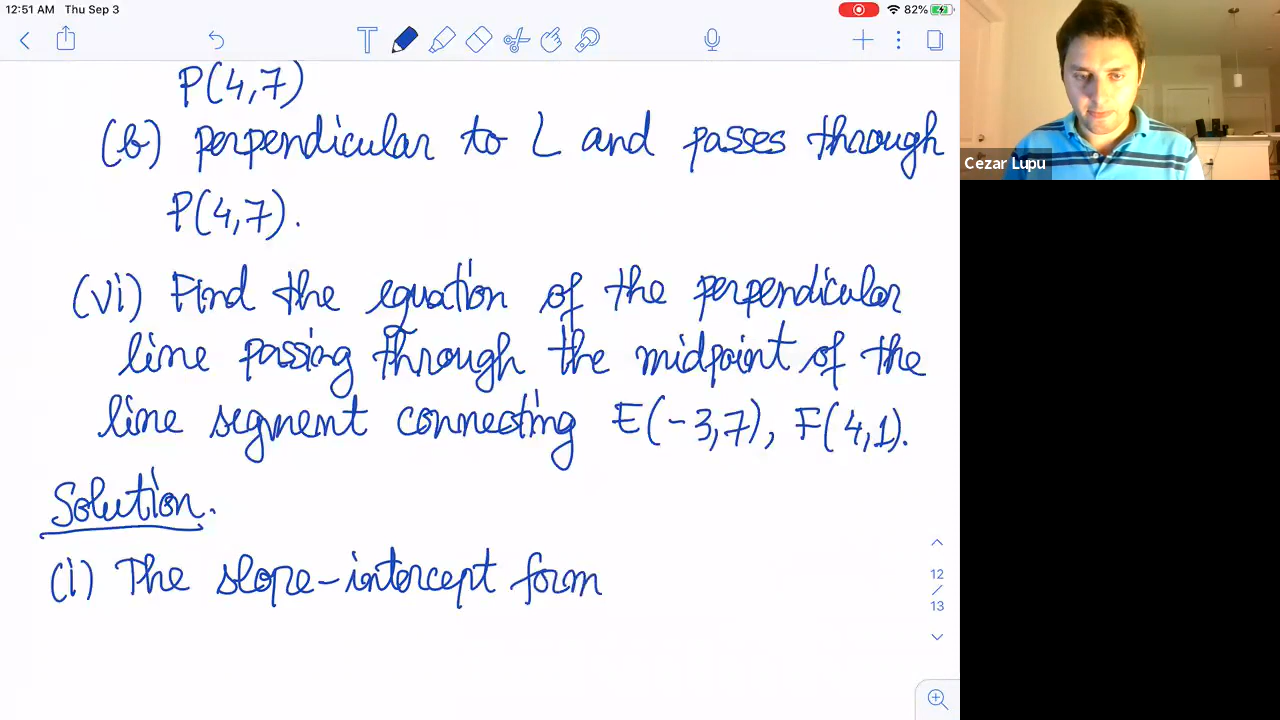 12:51 AM Thu Sep 3
82%
P(4,7)
(b) perpendicular to L and passes through
P(4,7).
(vi) Find the equation of the perpendicular
line passing through the midpoint of the
line segment connecting E(-3,7), F(4,1).
Solution.
(i) The slope-intercept form
Cezar Lupu
12
/
13